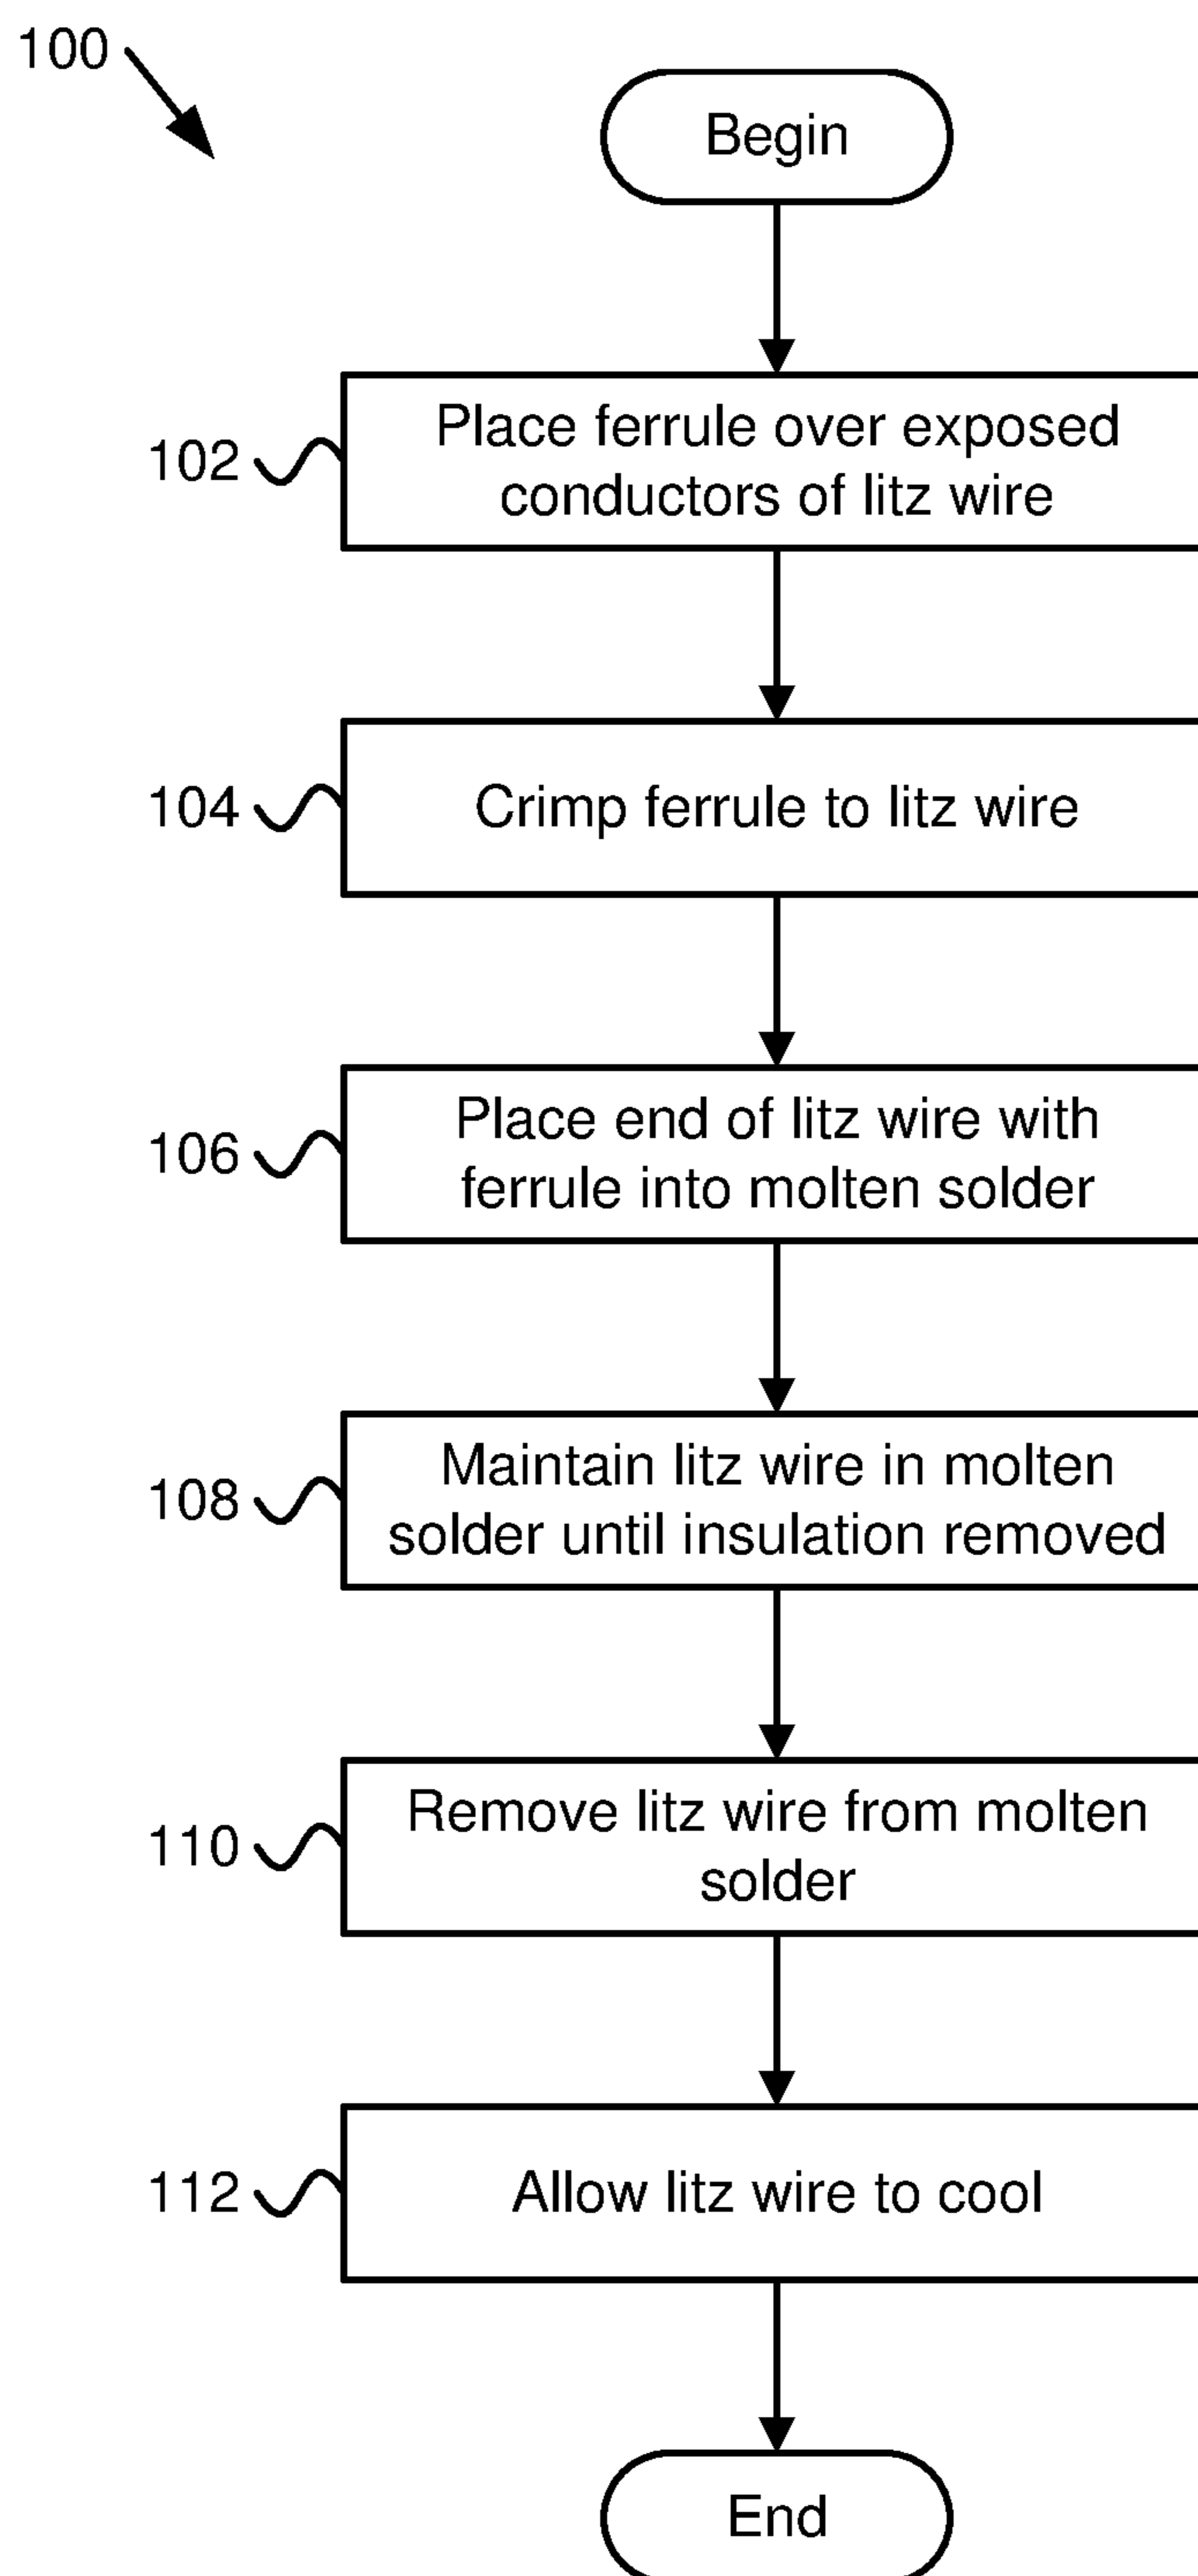 100
Begin
102
Place ferrule over exposed
conductors of litz wire
104
Crimp ferrule to litz wire
106
Place end of litz wire with
ferrule into molten solder
108
Maintain litz wire in molten
solder until insulation removed
110
Remove litz wire from molten
solder
112
Allow litz wire to cool
End